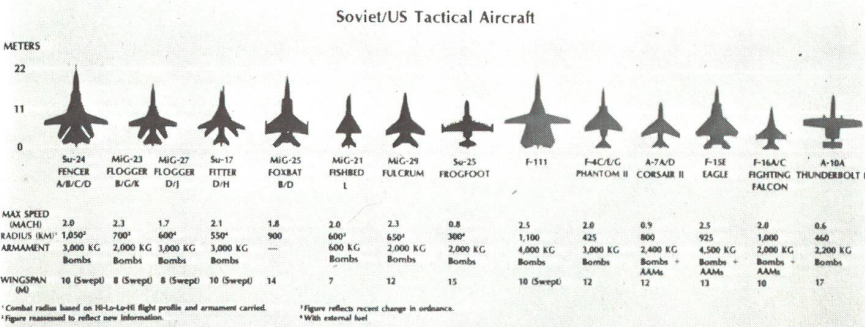 Soviet/US Tactical Aircraft
METERS
22
11
0
Su-24 MiG-23 MiG-27 Su-17 MiG-25 MiG-21 MiG-29 Su-25 F-111 F-4C/E/G A-7A/D F-15E F-16A/C A-10A
FENCER FLOGGER FLOGGER FITTER FOXBAT FISHBED FULCRUM FROGFOOT PHANTOM II CORSAIR II EAGLE FIGHTING THUNDERBOLT
A/B/C/D B/G/K D/J D/H B/D L FALCON
MAX SPEED
(MACH) 2.0 2.3 1.7 2.1 1.8 2.0 2.3 0.8 2.5 2.0 0.9 2.5 2.0 0.6
RADIUS (KM)¹ 1,050² 700³ 600⁴ 550⁴ 900 600³ 650² 300⁴ 1,100 425 800 925 1,000 460
ARMAMENT 3,000 KG 2,000 KG 3,000 KG 3,000 KG — 600 KG 2,000 KG 2,000 KG 4,000 KG 3,000 KG 2,400 KG 4,500 KG 2,000 KG 2,200 KG
Bombs Bombs Bombs Bombs Bombs Bombs Bombs Bombs Bombs Bombs + Bombs + Bombs + Bombs
AAMs AAMs AAMs
WINGSPAN 10 (Swept) 8 (Swept) 8 (Swept) 10 (Swept) 14 7 12 15 10 (Swept) 12 12 13 10 17
(M)
¹ Combat radius based on Hi-Lo-Lo-Hi flight profile and armament carried. ³ Figure reflects recent change in ordnance.
² Figure reassessed to reflect new information. ⁴ With external fuel